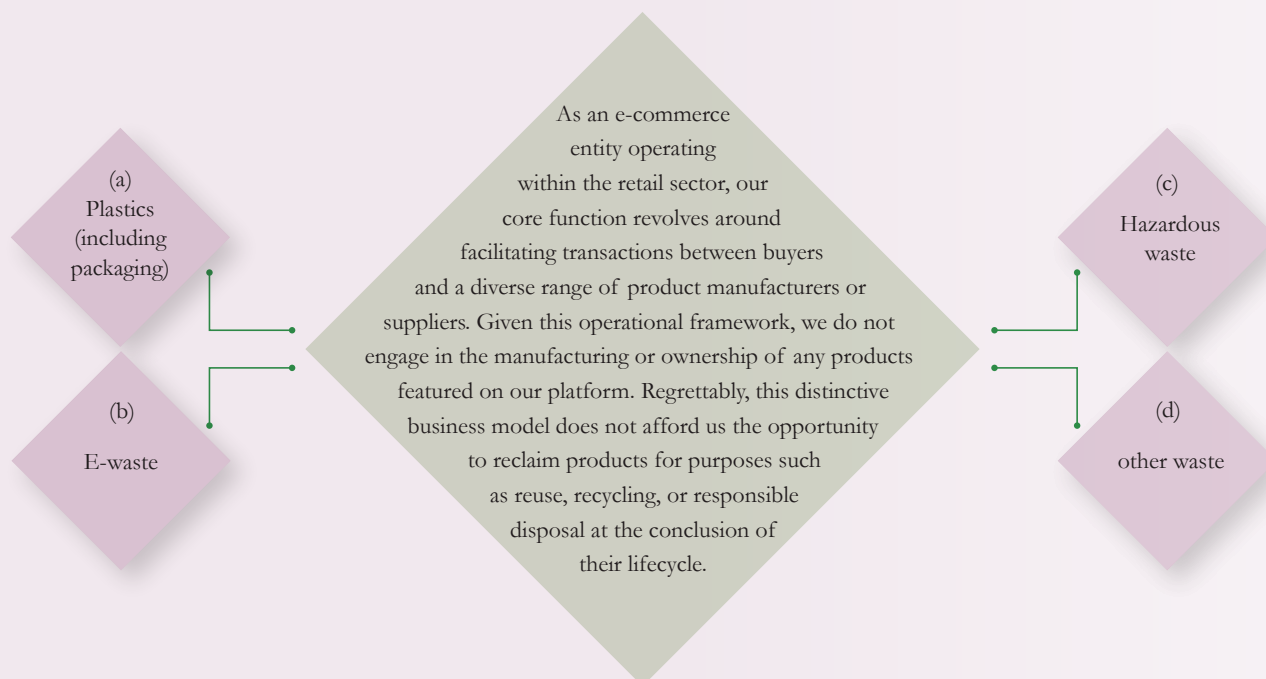 (a)
Plastics
(including
packaging)
(b)
E-waste
As an e-commerce
entity operating
within the retail sector, our
core function revolves around
facilitating transactions between buyers
and a diverse range of product manufacturers or
suppliers. Given this operational framework, we do not
engage in the manufacturing or ownership of any products
featured on our platform. Regrettably, this distinctive
business model does not afford us the opportunity
to reclaim products for purposes such
as reuse, recycling, or responsible
disposal at the conclusion of
their lifecycle.
(c)
Hazardous
waste
(d)
other waste